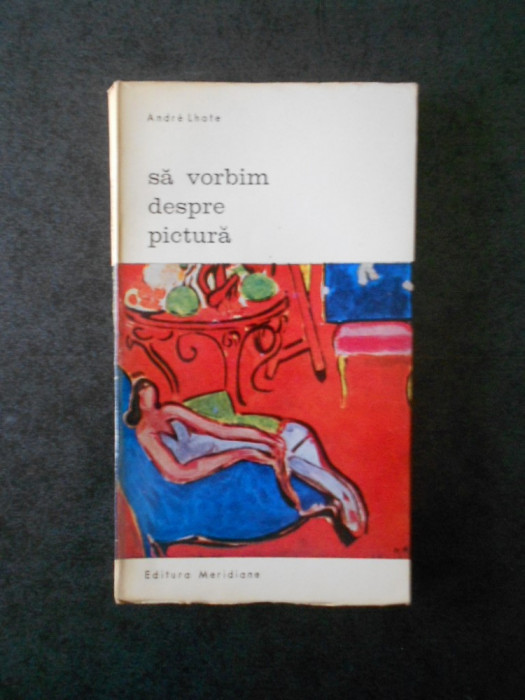 André Lhote
să vorbim
despre
pictură
Editura Meridiane